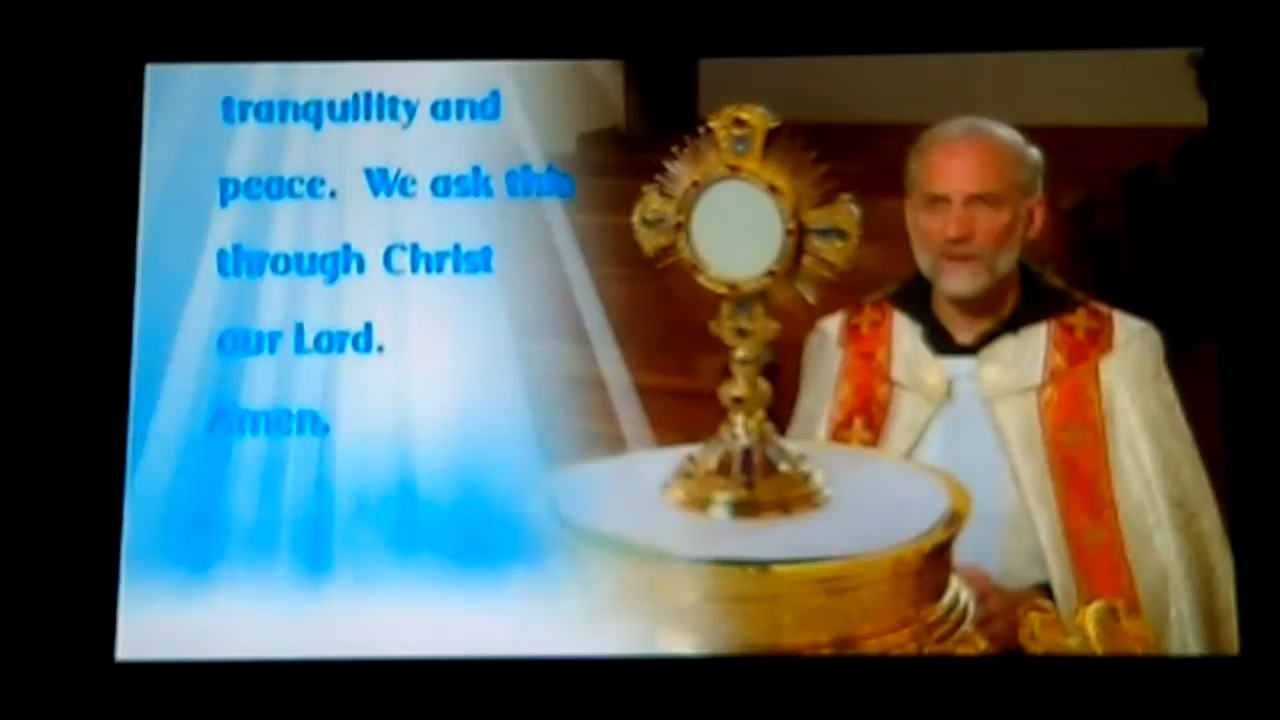 tranquility and
peace. We ask this
through Christ
our Lord.
Amen.